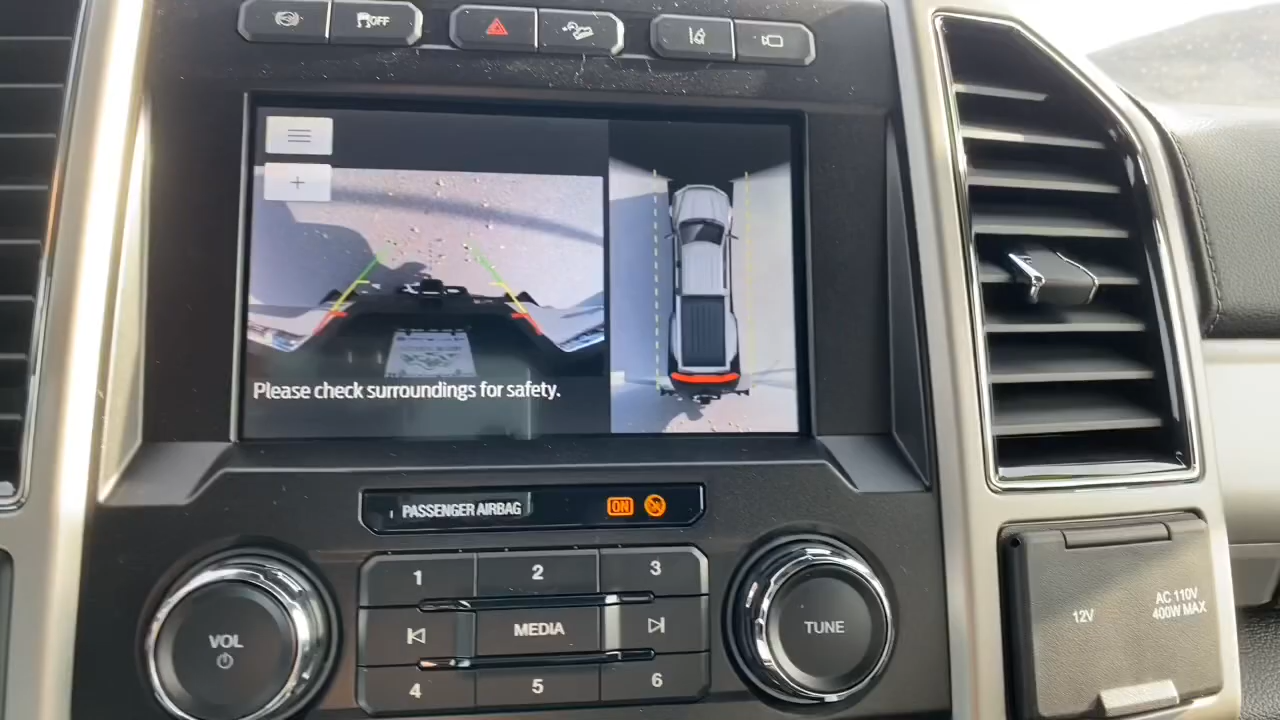 OFF
Please check surroundings for safety.
PASSENGER AIRBAG
ON
1
2
3
VOL
MEDIA
TUNE
4
5
6
12V
AC 110V
400W MAX